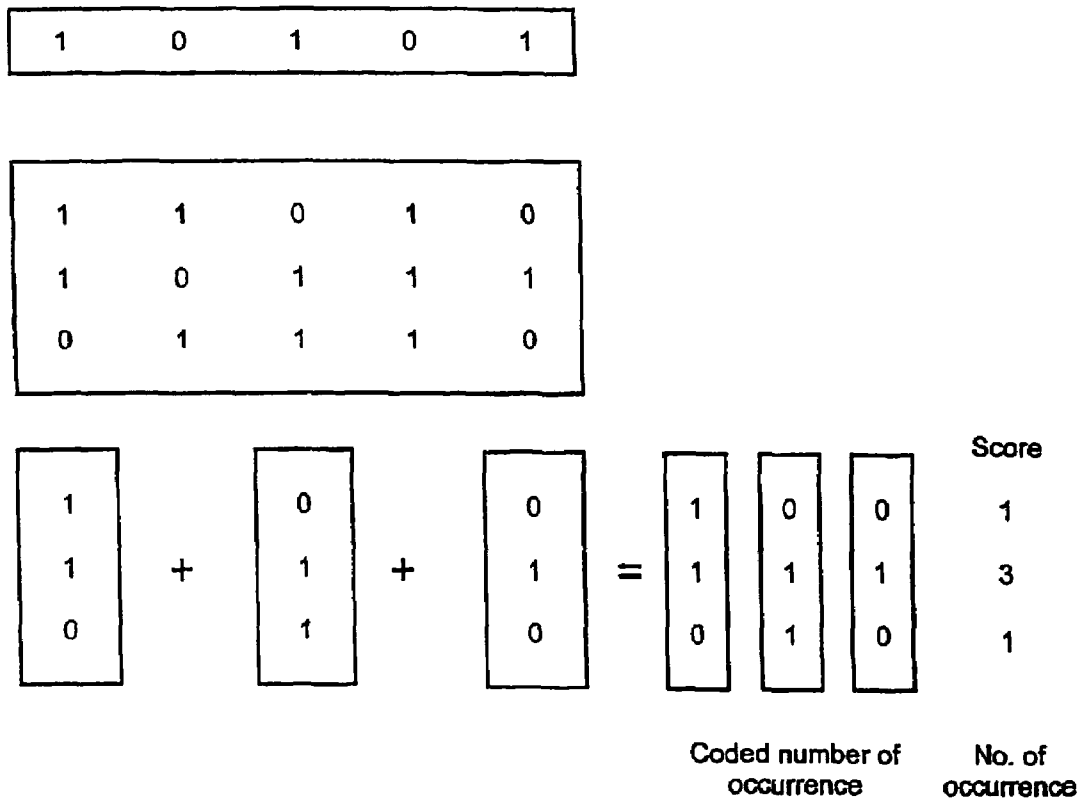 1 0 1 0 1
1 1 0 1 0
1 0 1 1 1
0 1 1 1 0
Score
1 0 0 1 0 0 1
1 + 1 + 1 = 1 1 1 3
0 1 0 0 1 0 1
Coded number of No. of
occurrence occurrence